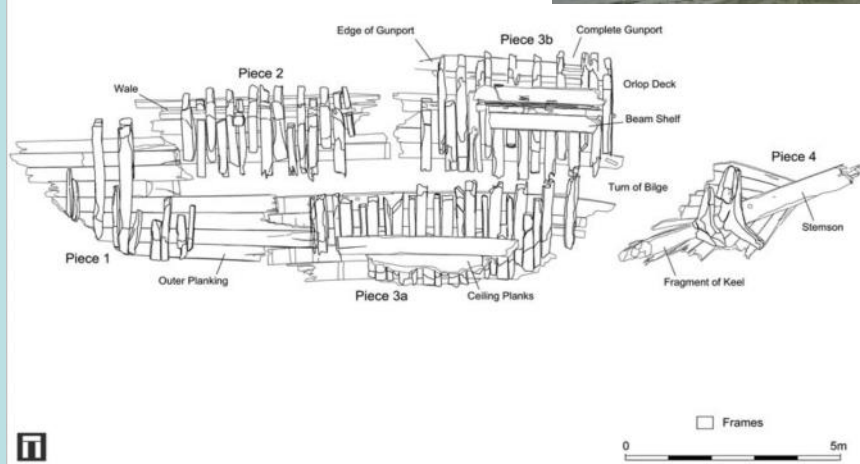 Edge of Gunport
Piece 3b
Complete Gunport
Piece 2
Wale
Orlop Deck
Beam Shelf
Piece 4
Turn of Bilge
Stemson
Piece 1
Outer Planking
Piece 3a
Ceiling Planks
Fragment of Keel
Frames
0 5m